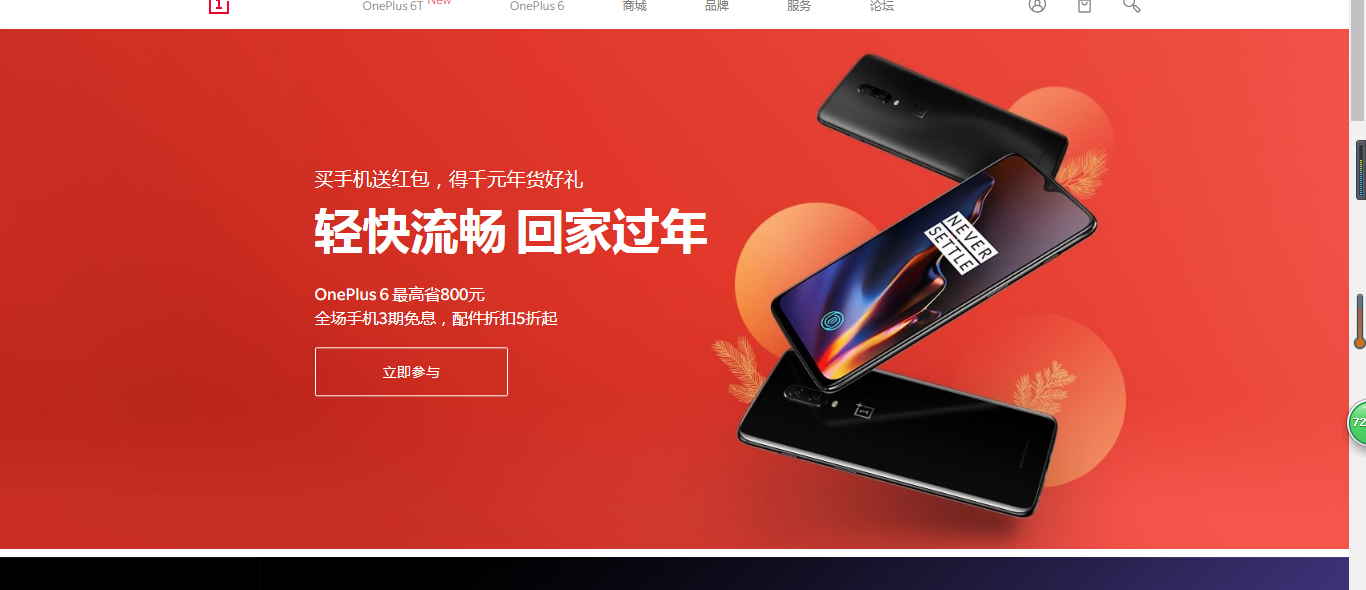 OnePlus 6T New
OnePlus 6
商城
品牌
服务
论坛
买手机送红包，得千元年货好礼
轻快流畅 回家过年
OnePlus 6 最高省800元
全场手机3期免息，配件折扣5折起
立即参与
NEVER
SETTLE
72